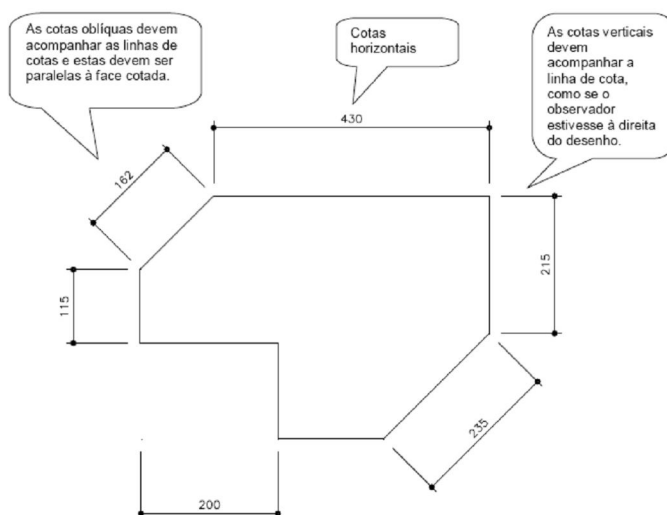 As cotas oblíquas devem
acompanhar as linhas de
cotas e estas devem ser
paralelas à face cotada.
Cotas
horizontais
As cotas verticais
devem
acompanhar a
linha de cota,
como se o
observador
estivesse à direita
do desenho.
430
162
215
115
235
200